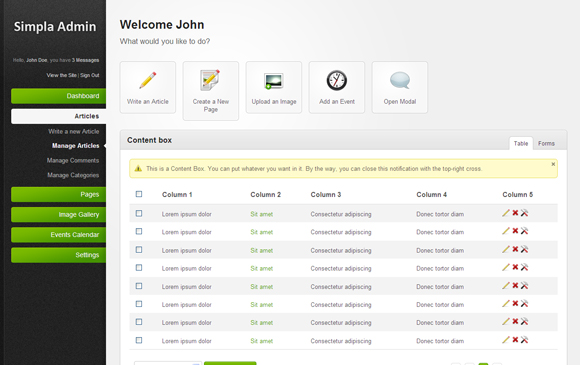 Simpla Admin
Hello, John Doe, you have 3 Messages
View the Site | Sign Out
Dashboard
Articles
Write a new Article
Manage Articles
Manage Comments
Manage Categories
Pages
Image Gallery
Events Calendar
Settings
Welcome John
What would you like to do?
Write an Article
Create a New
Page
Upload an Image
Add an Event
Open Modal
Content box
Table Forms
This is a Content Box. You can put whatever you want in it. By the way, you can close this notification with the top-right cross.
Column 1 Column 2 Column 3 Column 4 Column 5
Lorem ipsum dolor Sit amet Consectetur adipiscing Donec tortor diam
Lorem ipsum dolor Sit amet Consectetur adipiscing Donec tortor diam
Lorem ipsum dolor Sit amet Consectetur adipiscing Donec tortor diam
Lorem ipsum dolor Sit amet Consectetur adipiscing Donec tortor diam
Lorem ipsum dolor Sit amet Consectetur adipiscing Donec tortor diam
Lorem ipsum dolor Sit amet Consectetur adipiscing Donec tortor diam
Lorem ipsum dolor Sit amet Consectetur adipiscing Donec tortor diam
Lorem ipsum dolor Sit amet Consectetur adipiscing Donec tortor diam